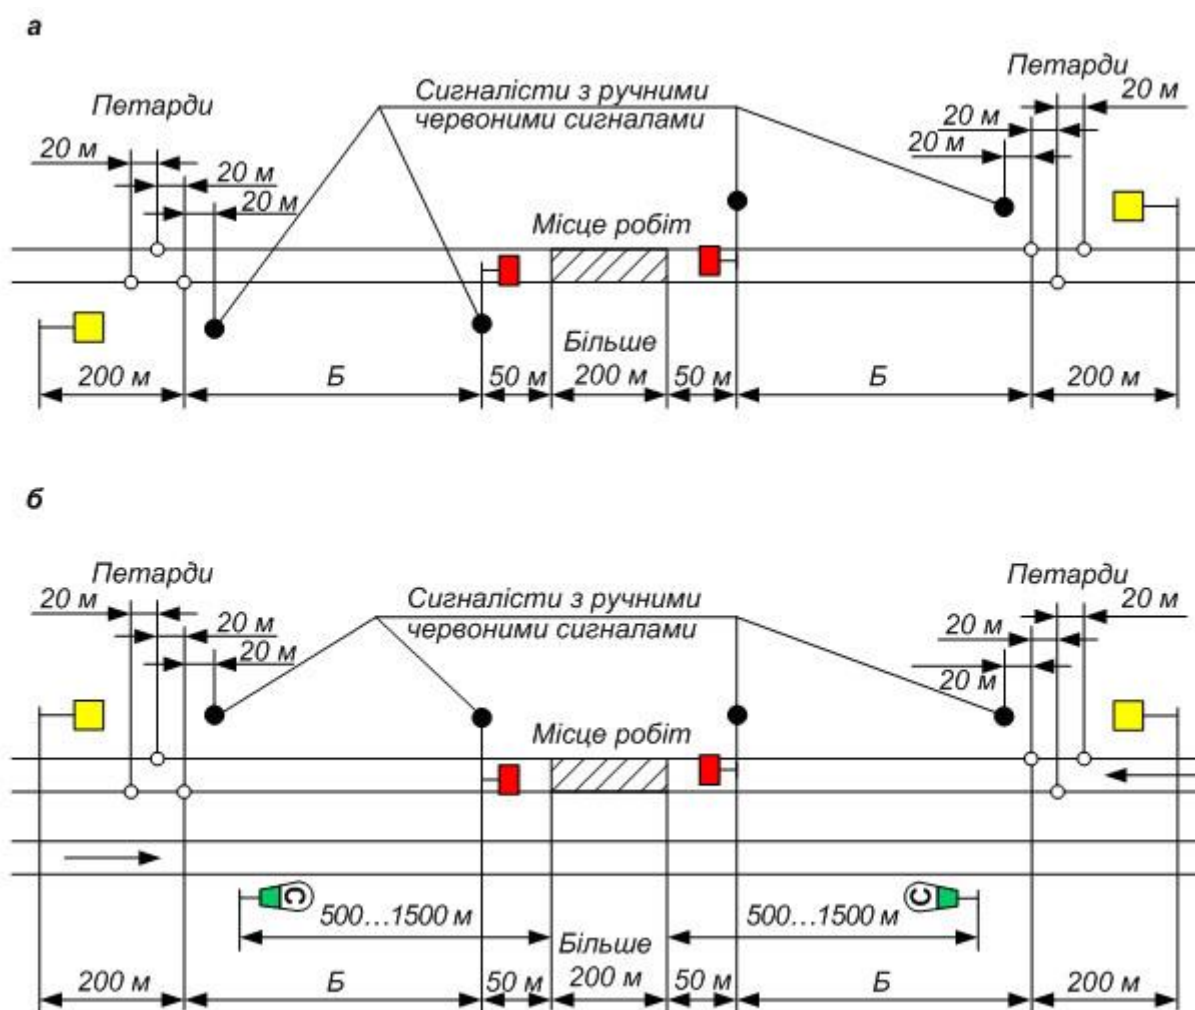 а
Петарди
Сигналісти з ручними
червоними сигналами
Петарди
20 м
20 м
20 м
20 м
20 м
20 м
Місце робіт
Більше
200 м
Б
50 м
200 м
50 м
Б
200 м
б
Петарди
Сигналісти з ручними
червоними сигналами
Петарди
20 м
20 м
20 м
20 м
20 м
20 м
Місце робіт
С
С
500...1500 м
500...1500 м
Більше
200 м
Б
50 м
200 м
50 м
Б
200 м